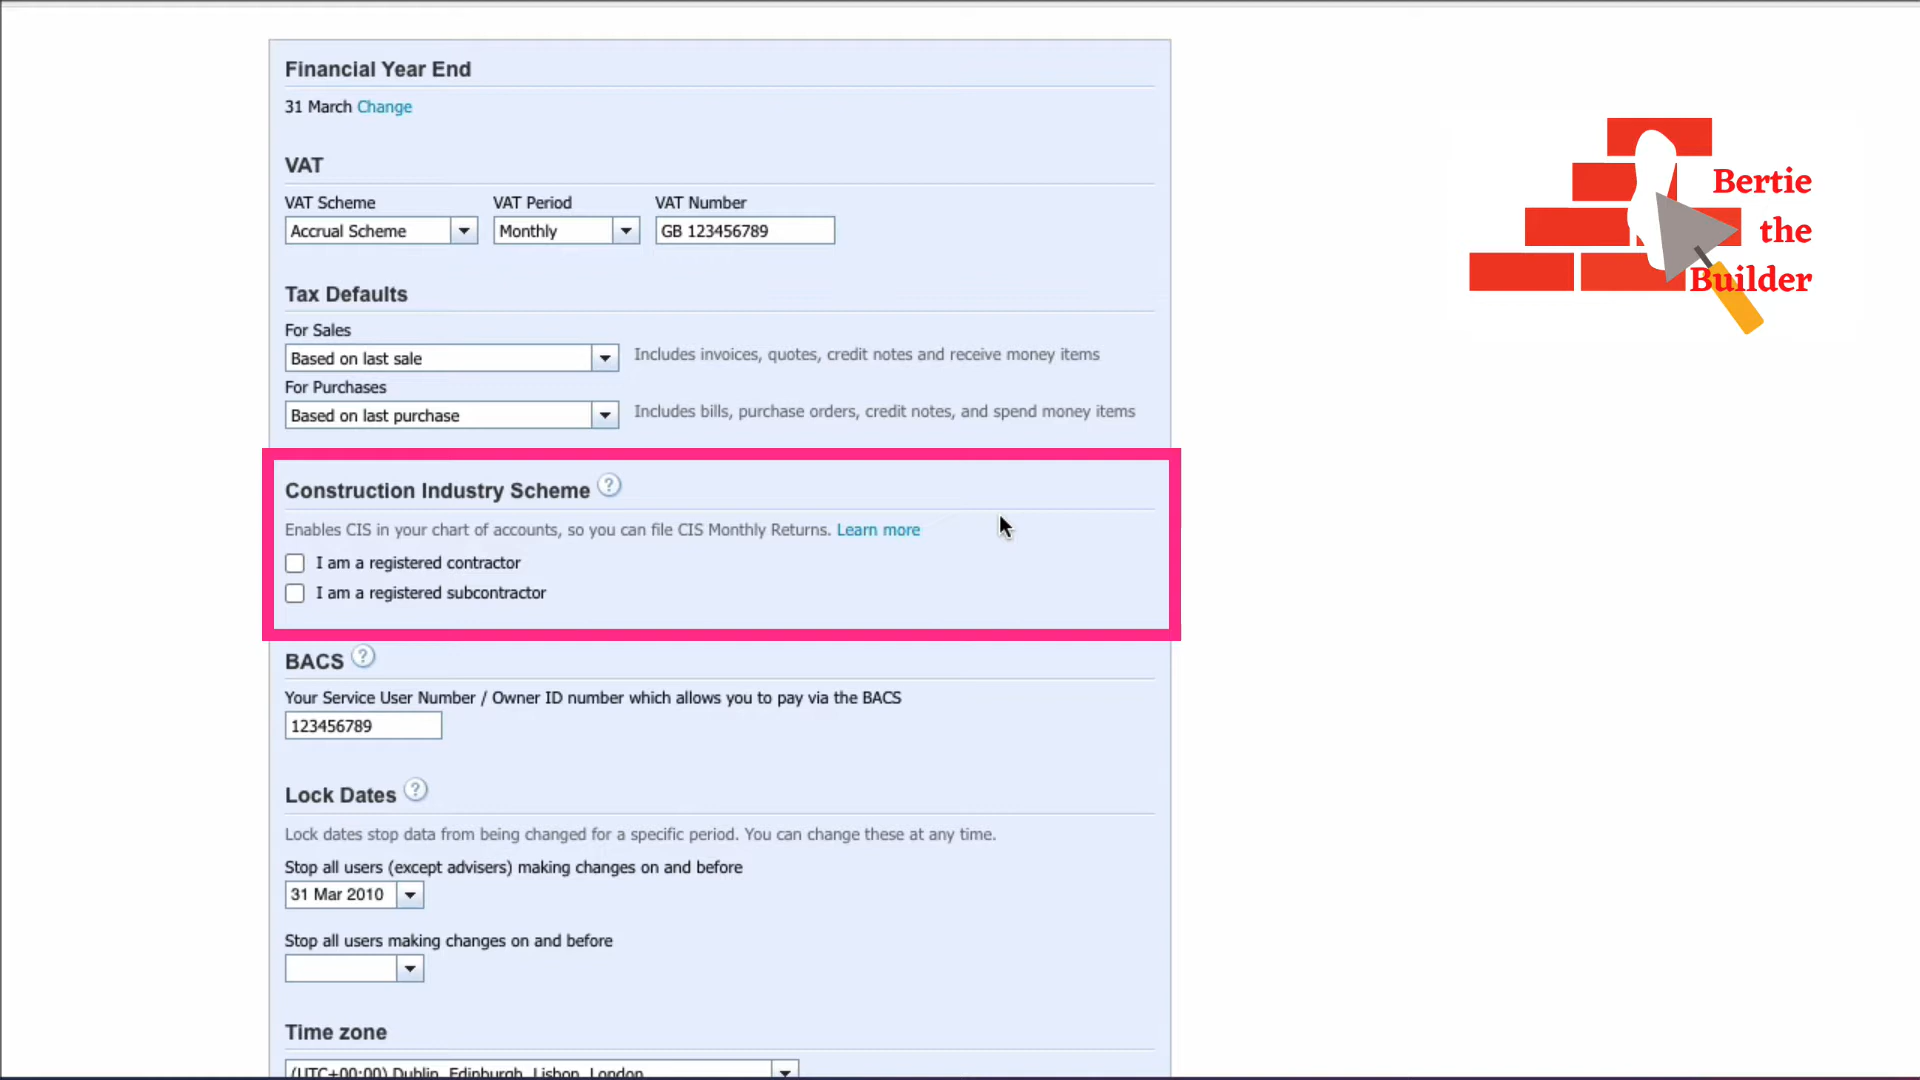 Financial Year End
31 March Change
VAT
VAT Scheme VAT Period VAT Number
Accrual Scheme Monthly GB 123456789
Tax Defaults
For Sales
Based on last sale Includes invoices, quotes, credit notes and receive money items
For Purchases
Based on last purchase Includes bills, purchase orders, credit notes, and spend money items
Construction Industry Scheme ?
Enables CIS in your chart of accounts, so you can file CIS Monthly Returns. Learn more
I am a registered contractor
I am a registered subcontractor
BACS ?
Your Service User Number / Owner ID number which allows you to pay via the BACS
123456789
Lock Dates ?
Lock dates stop data from being changed for a specific period. You can change these at any time.
Stop all users (except advisers) making changes on and before
31 Mar 2010
Stop all users making changes on and before
Time zone
(UTC+00:00) Dublin, Edinburgh, Lisbon, London
Bertie
the
Builder